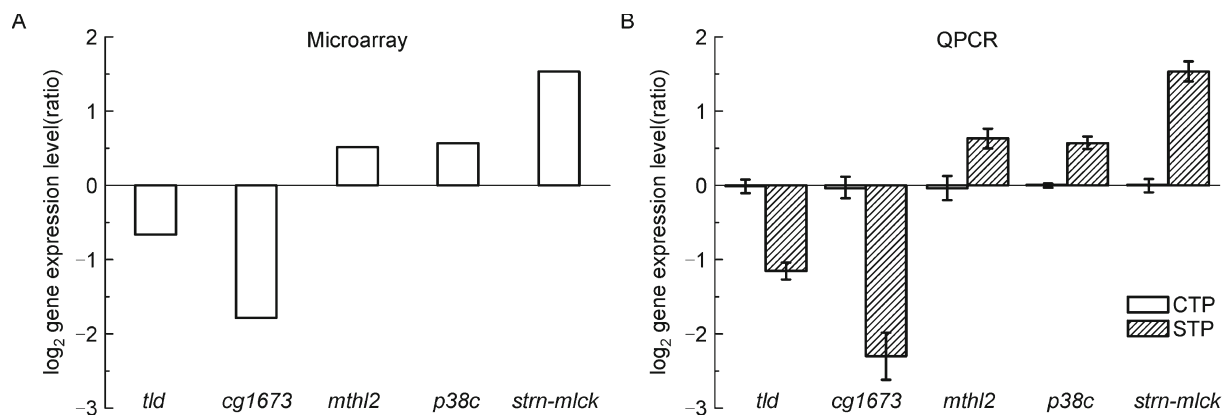 A
Microarray
log2 gene expression level(ratio)
2
1
0
−1
−2
−3
tld
cg1673
mthl2
p38c
strn-mlck
B
QPCR
log2 gene expression level(ratio)
2
1
0
−1
−2
−3
CTP
STP
tld
cg1673
mthl2
p38c
strn-mlck